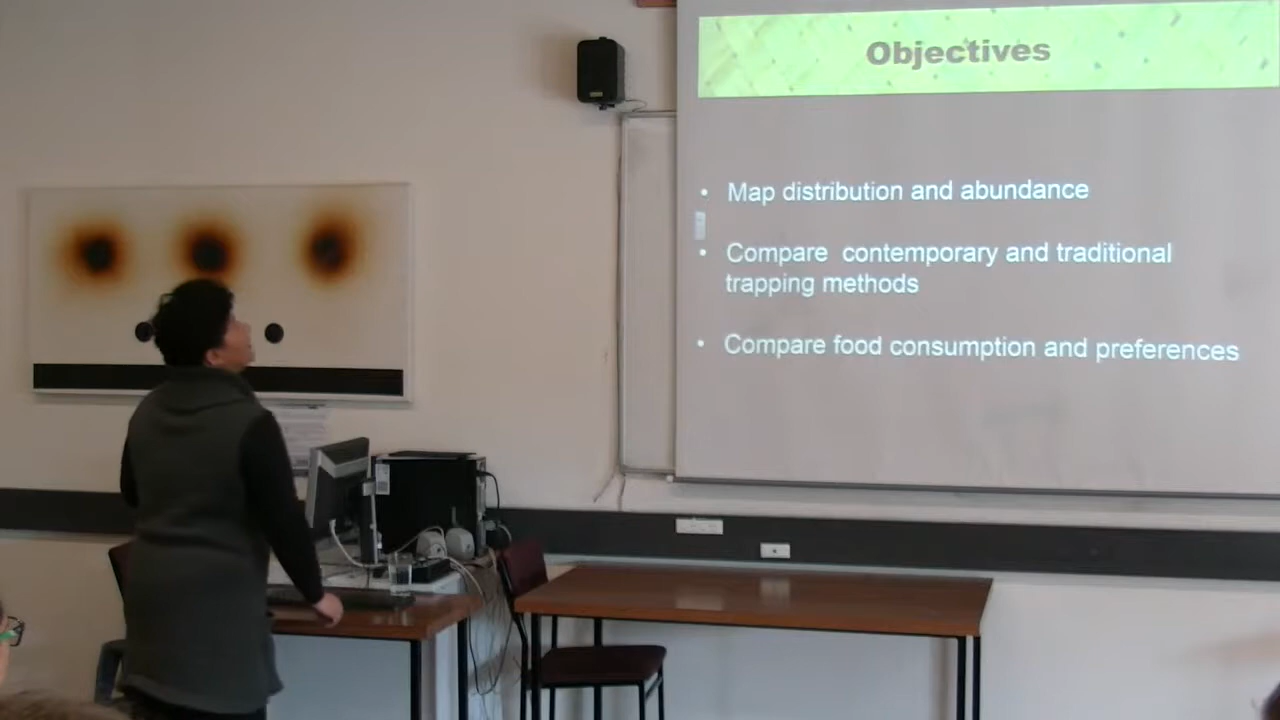 Objectives
• Map distribution and abundance
• Compare contemporary and traditional
trapping methods
• Compare food consumption and preferences